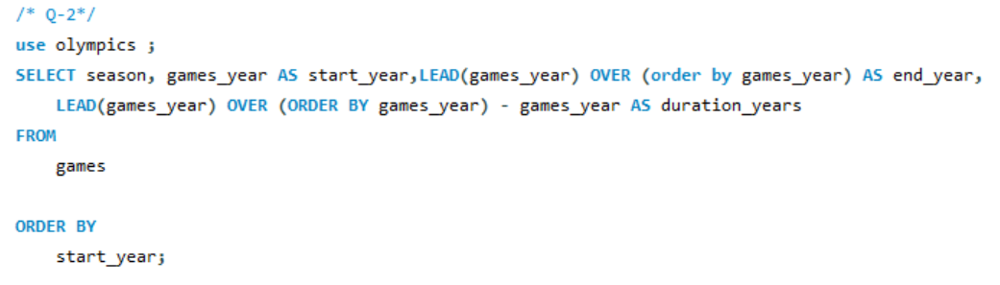 /* Q-2*/
use olympics ;
SELECT season, games_year AS start_year,LEAD(games_year) OVER (order by games_year) AS end_year,
    LEAD(games_year) OVER (ORDER BY games_year) - games_year AS duration_years
FROM
    games
ORDER BY
    start_year;